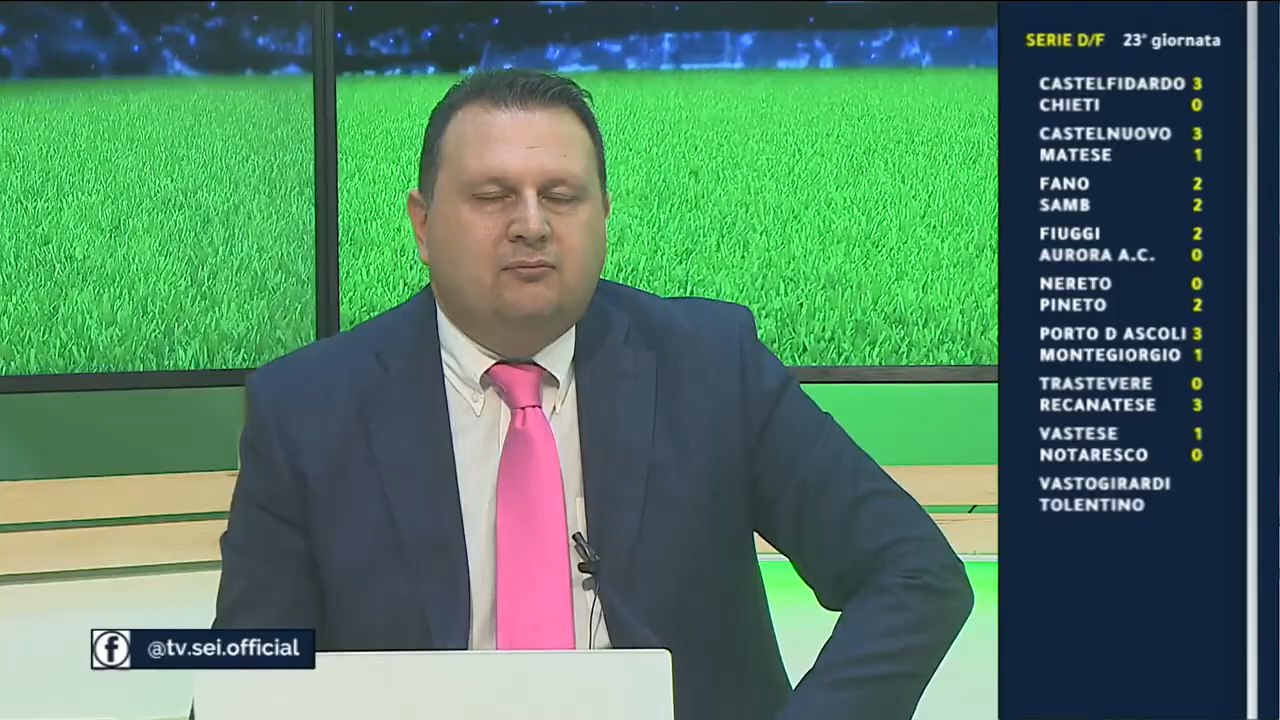 SERIE D/F 23ª giornata
CASTELFIDARDO 3
CHIETI 0
CASTELNUOVO 3
MATESE 1
FANO 2
SAMB 2
FIUGGI 2
AURORA A.C. 0
NERETO 0
PINETO 2
PORTO D ASCOLI 3
MONTEGIORGIO 1
TRASTEVERE 0
RECANATESE 3
VASTESE 1
NOTARESCO 0
VASTOGIRARDI
TOLENTINO
f @tv.sei.official